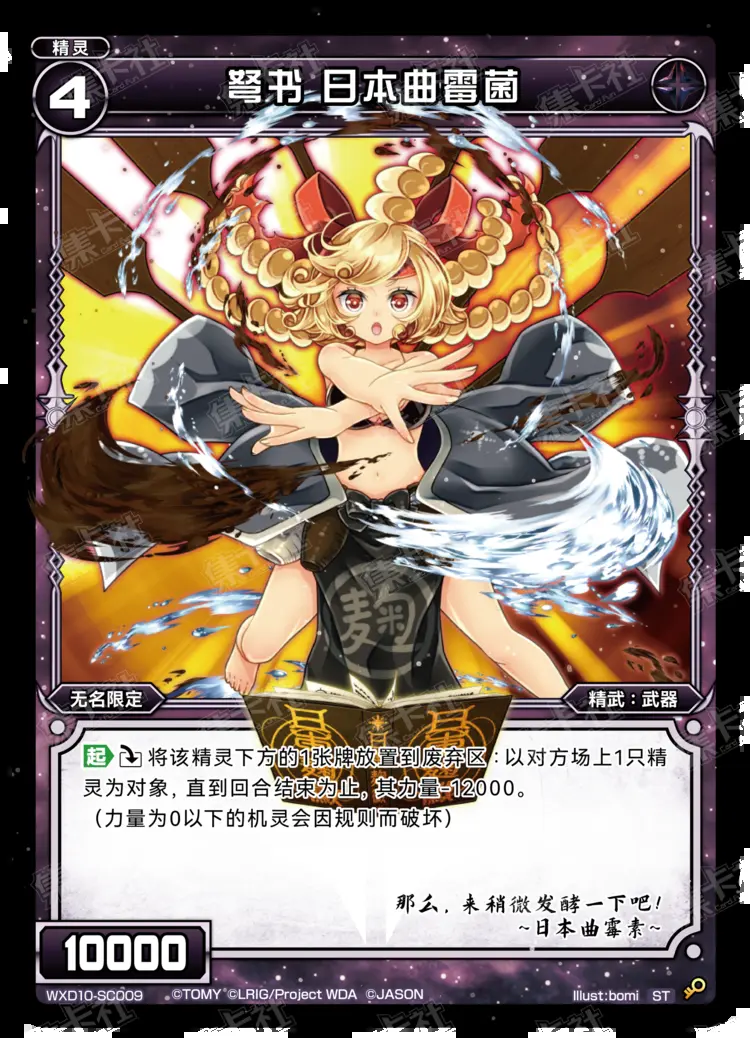 精灵
4
弩书 日本曲霉菌
麹
无名限定
精武：武器
起 将该精灵下方的1张牌放置到废弃区：以对方场上1只精
灵为对象，直到回合结束为止，其力量-12000。
（力量为0以下的机灵会因规则而破坏）
那么，来稍微发酵一下吧！
~日本曲霉素~
10000
WXD10-SC009 ©TOMY ©LRIG/Project WDA ©JASON Illust:bomi ST
集卡社